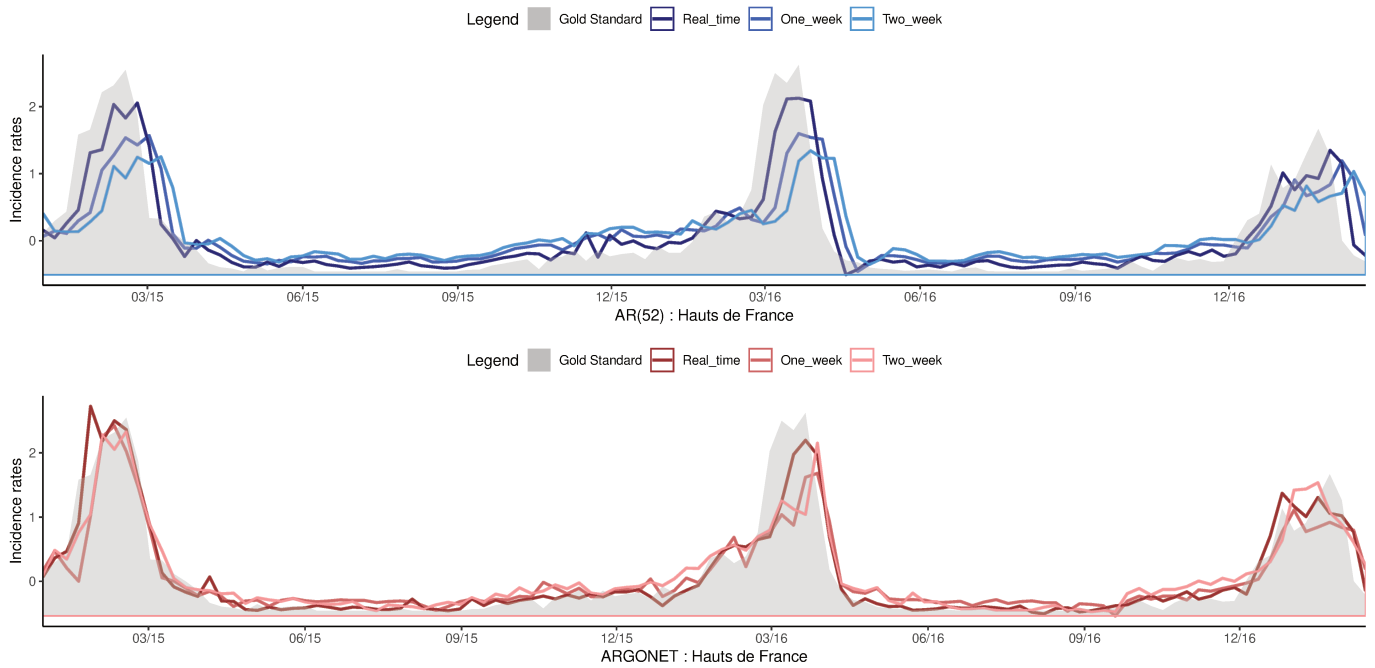 Legend Gold Standard Real_time One_week Two_week
Incidence rates
2
1
0
03/15 06/15 09/15 12/15 03/16 06/16 09/16 12/16
AR(52) : Hauts de France
Legend Gold Standard Real_time One_week Two_week
Incidence rates
2
1
0
03/15 06/15 09/15 12/15 03/16 06/16 09/16 12/16
ARGONET : Hauts de France